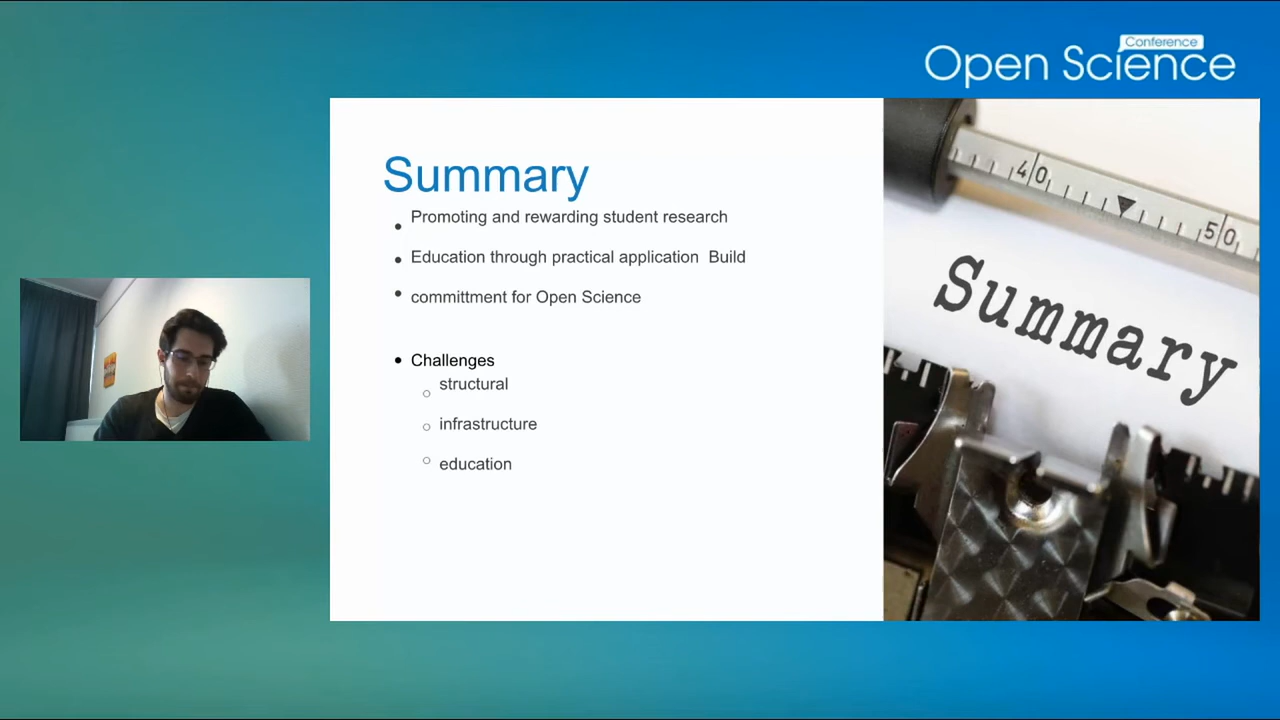 Conference
Open Science
Summary
Promoting and rewarding student research
Education through practical application Build
committment for Open Science
Challenges
structural
infrastructure
education
40
50
Summary